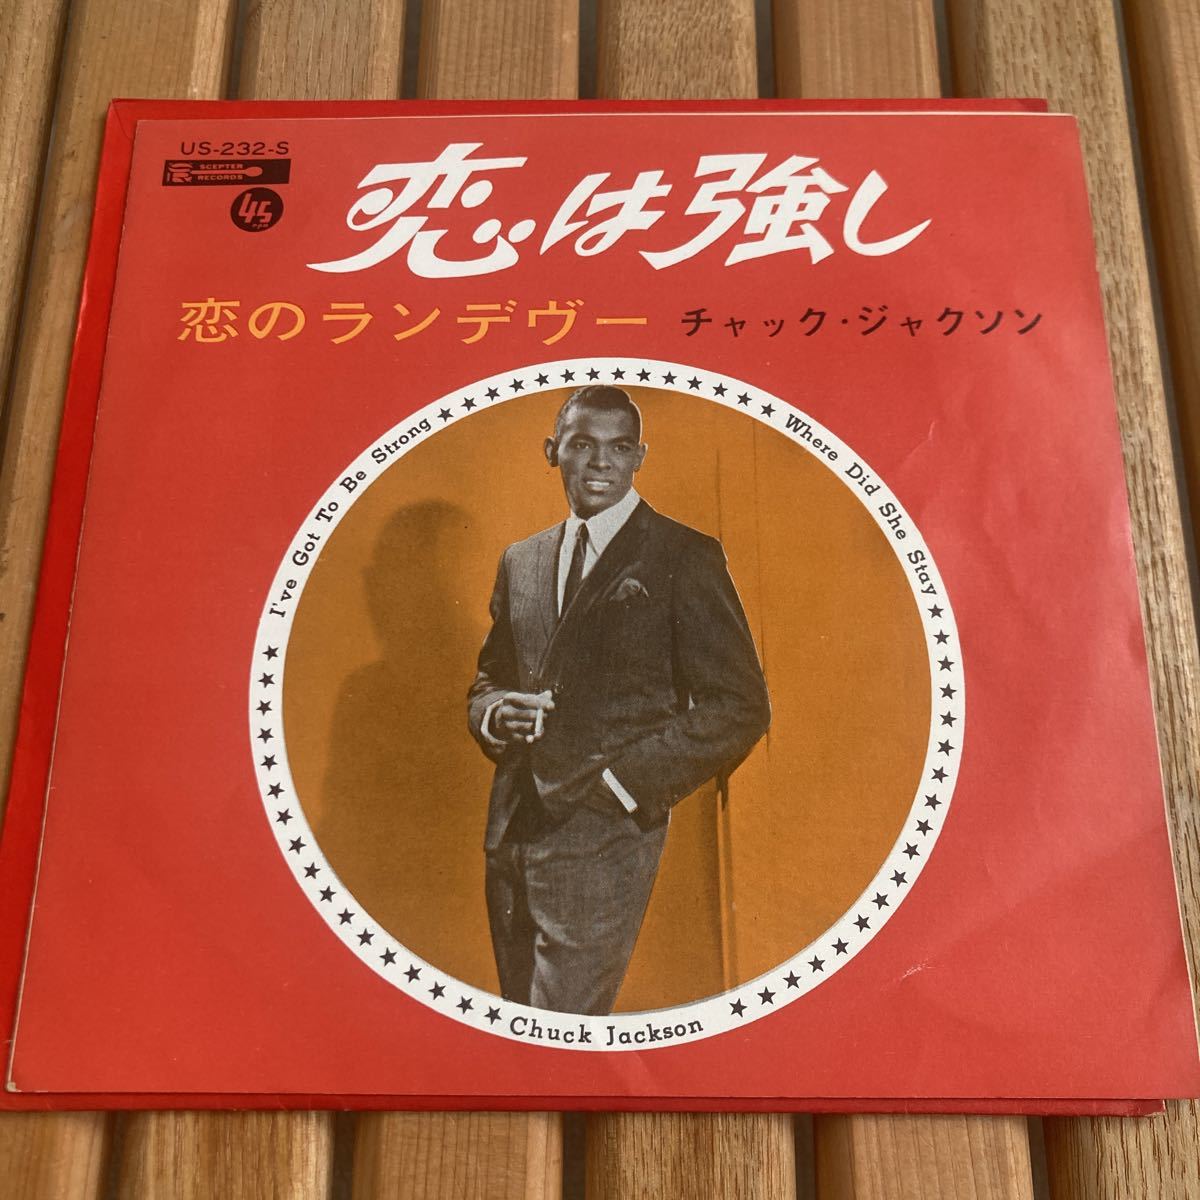 US-232-S
SCEPTER
RECORDS
45
rpm
恋は強し
恋のランデヴー
チャック・ジャクソン
I've Got To Be Strong
Where Did She Stay
Chuck Jackson